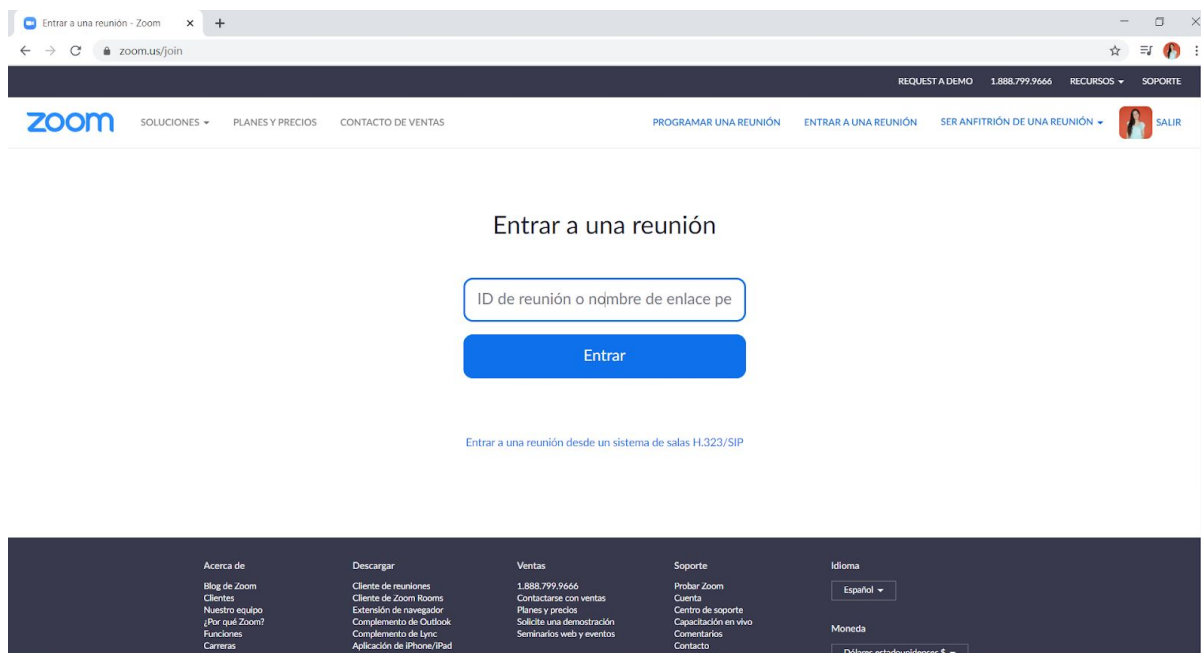 Entrar a una reunión - Zoom
zoom.us/join
REQUEST A DEMO 1.888.799.9666 RECURSOS SOPORTE
zoom SOLUCIONES PLANES Y PRECIOS CONTACTO DE VENTAS PROGRAMAR UNA REUNIÓN ENTRAR A UNA REUNIÓN SER ANFITRIÓN DE UNA REUNIÓN SALIR
Entrar a una reunión
ID de reunión o nombre de enlace pe
Entrar
Entrar a una reunión desde un sistema de salas H.323/SIP
Acerca de
Blog de Zoom
Clientes
Nuestro equipo
¿Por qué Zoom?
Funciones
Carreras
Descargar
Cliente de reuniones
Cliente de Zoom Rooms
Extensión de navegador
Complemento de Outlook
Complemento de Lync
Aplicación de iPhone/iPad
Ventas
1.888.799.9666
Contactarse con ventas
Planes y precios
Solicite una demostración
Seminarios web y eventos
Soporte
Probar Zoom
Cuenta
Centro de soporte
Capacitación en vivo
Comentarios
Contacto
Idioma
Español
Moneda
Dólares estadounidenses $